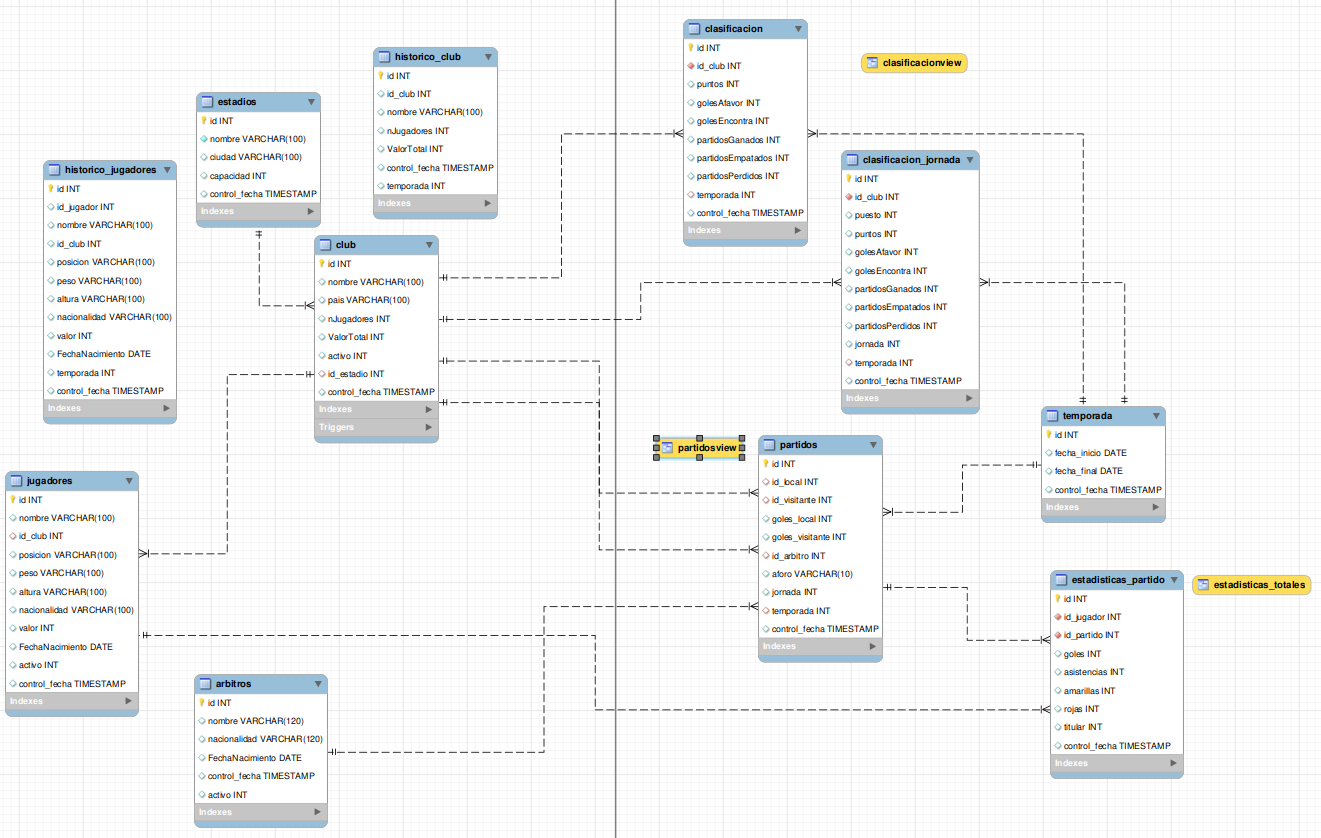 historico_club
id INT
id_club INT
nombre VARCHAR(100)
nJugadores INT
ValorTotal INT
control_fecha TIMESTAMP
temporada INT
Indexes
estadios
id INT
nombre VARCHAR(100)
ciudad VARCHAR(100)
capacidad INT
control_fecha TIMESTAMP
Indexes
historico_jugadores
id INT
id_jugador INT
nombre VARCHAR(100)
id_club INT
posicion VARCHAR(100)
peso VARCHAR(100)
altura VARCHAR(100)
nacionalidad VARCHAR(100)
valor INT
FechaNacimiento DATE
temporada INT
control_fecha TIMESTAMP
Indexes
club
id INT
nombre VARCHAR(100)
pais VARCHAR(100)
nJugadores INT
ValorTotal INT
activo INT
id_estadio INT
control_fecha TIMESTAMP
Indexes
Triggers
jugadores
id INT
nombre VARCHAR(100)
id_club INT
posicion VARCHAR(100)
peso VARCHAR(100)
altura VARCHAR(100)
nacionalidad VARCHAR(100)
valor INT
FechaNacimiento DATE
activo INT
control_fecha TIMESTAMP
Indexes
arbitros
id INT
nombre VARCHAR(120)
nacionalidad VARCHAR(120)
FechaNacimiento DATE
control_fecha TIMESTAMP
activo INT
Indexes
clasificacion
id INT
id_club INT
puntos INT
golesAfavor INT
golesEncontra INT
partidosGanados INT
partidosEmpatados INT
partidosPerdidos INT
temporada INT
control_fecha TIMESTAMP
Indexes
clasificacionview
clasificacion_jornada
id INT
id_club INT
puesto INT
puntos INT
golesAfavor INT
golesEncontra INT
partidosGanados INT
partidosEmpatados INT
partidosPerdidos INT
jornada INT
temporada INT
control_fecha TIMESTAMP
Indexes
temporada
id INT
fecha_inicio DATE
fecha_final DATE
control_fecha TIMESTAMP
Indexes
partidosview
partidos
id INT
id_local INT
id_visitante INT
goles_local INT
goles_visitante INT
id_arbitro INT
aforo VARCHAR(10)
jornada INT
temporada INT
control_fecha TIMESTAMP
Indexes
estadisticas_partido
id INT
id_jugador INT
id_partido INT
goles INT
asistencias INT
amarillas INT
rojas INT
titular INT
control_fecha TIMESTAMP
Indexes
estadisticas_totales